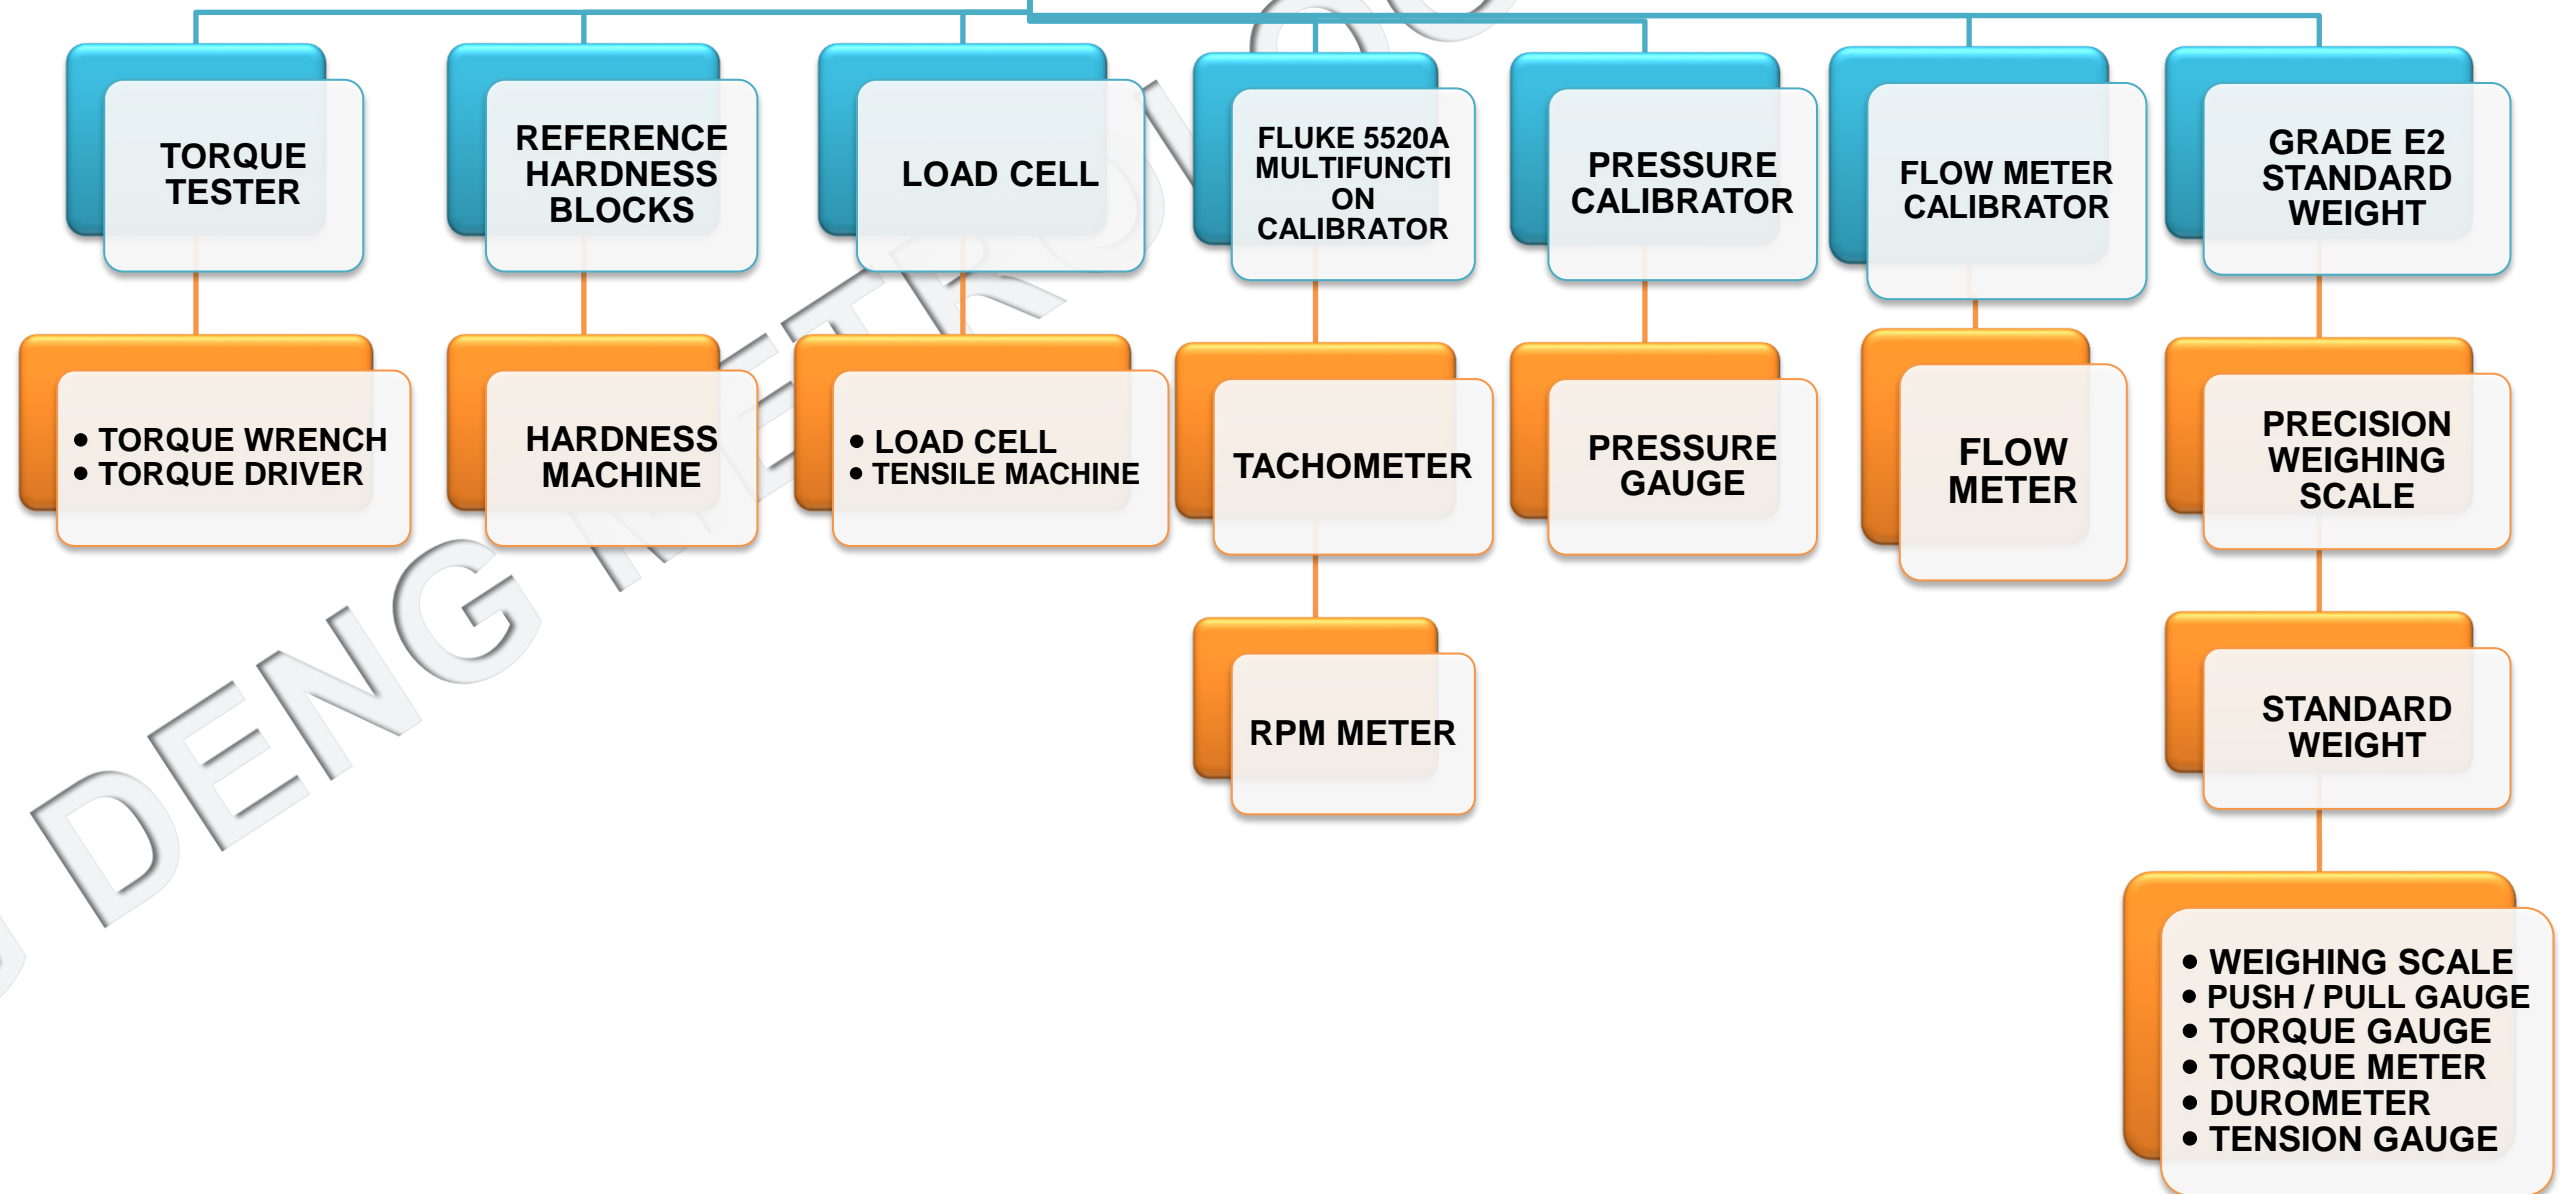 TORQUE
TESTER
REFERENCE
HARDNESS
BLOCKS
LOAD CELL
FLUKE 5520A
MULTIFUNCTI
ON
CALIBRATOR
PRESSURE
CALIBRATOR
FLOW METER
CALIBRATOR
GRADE E2
STANDARD
WEIGHT
• TORQUE WRENCH
• TORQUE DRIVER
HARDNESS
MACHINE
• LOAD CELL
• TENSILE MACHINE
TACHOMETER
PRESSURE
GAUGE
FLOW
METER
PRECISION
WEIGHING
SCALE
RPM METER
STANDARD
WEIGHT
• WEIGHING SCALE
• PUSH / PULL GAUGE
• TORQUE GAUGE
• TORQUE METER
• DUROMETER
• TENSION GAUGE
DENG